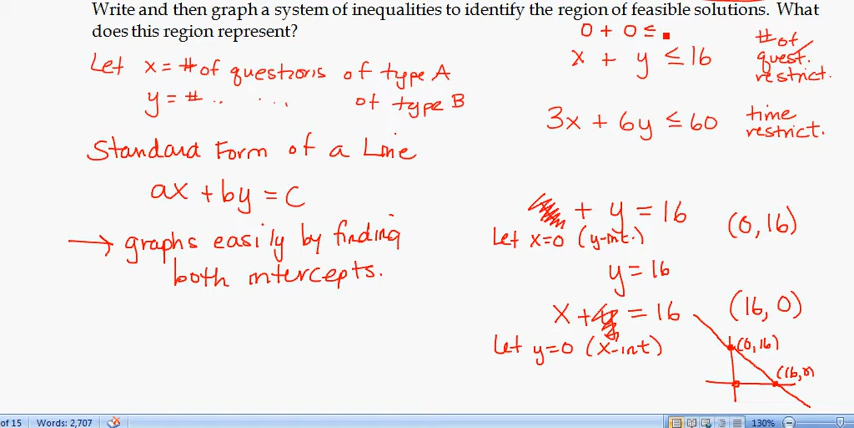 Write and then graph a system of inequalities to identify the region of feasible solutions. What
does this region represent?
Let x = # of questions of type A
y = # .. ... of type B
Standard Form of a Line
ax + by = C
→ graphs easily by finding
both intercepts.
0 + 0 ≤
x + y ≤ 16
# of
quest.
restrict.
3x + 6y ≤ 60
time
restrict.
+ y = 16
(0, 16)
Let x=0 (y-int.)
y = 16
x + = 16
(16, 0)
Let y=0 (x-int)
(0, 16)
(16, 0)
of 15 Words: 2,707 130%